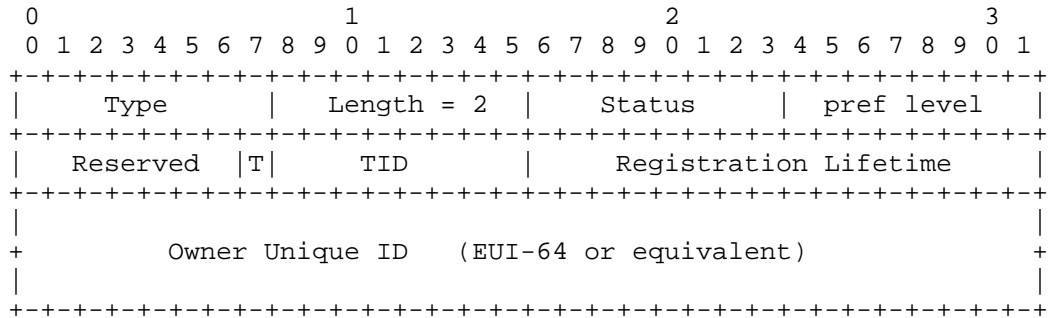 0                   1                   2                   3
 0 1 2 3 4 5 6 7 8 9 0 1 2 3 4 5 6 7 8 9 0 1 2 3 4 5 6 7 8 9 0 1
+-+-+-+-+-+-+-+-+-+-+-+-+-+-+-+-+-+-+-+-+-+-+-+-+-+-+-+-+-+-+-+-+
|     Type      |   Length = 2  |    Status     |  pref level   |
+-+-+-+-+-+-+-+-+-+-+-+-+-+-+-+-+-+-+-+-+-+-+-+-+-+-+-+-+-+-+-+-+
|   Reserved  |T|      TID      |     Registration Lifetime     |
+-+-+-+-+-+-+-+-+-+-+-+-+-+-+-+-+-+-+-+-+-+-+-+-+-+-+-+-+-+-+-+-+
|                                                               |
+         Owner Unique ID   (EUI-64 or equivalent)              +
|                                                               |
+-+-+-+-+-+-+-+-+-+-+-+-+-+-+-+-+-+-+-+-+-+-+-+-+-+-+-+-+-+-+-+-+